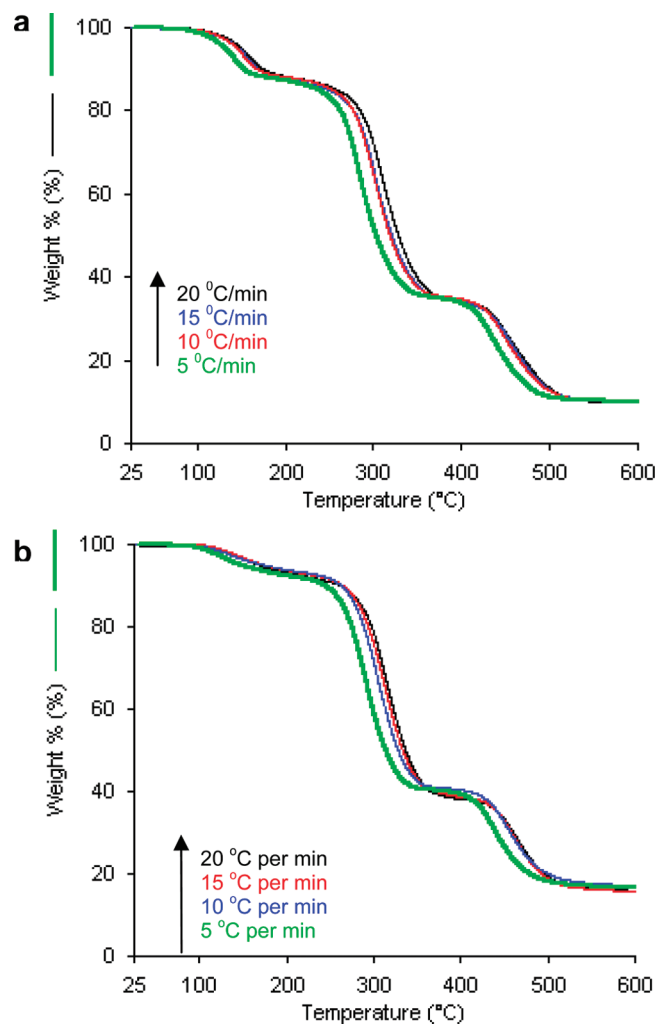 a
100
80
60
40
20
0
Weight % (%)
20 ⁰C/min
15 ⁰C/min
10 ⁰C/min
5 ⁰C/min
25 100 200 300 400 500 600
Temperature (°C)
b
100
80
60
40
20
0
Weight % (%)
20 °C per min
15 °C per min
10 °C per min
5 °C per min
25 100 200 300 400 500 600
Temperature (°C)